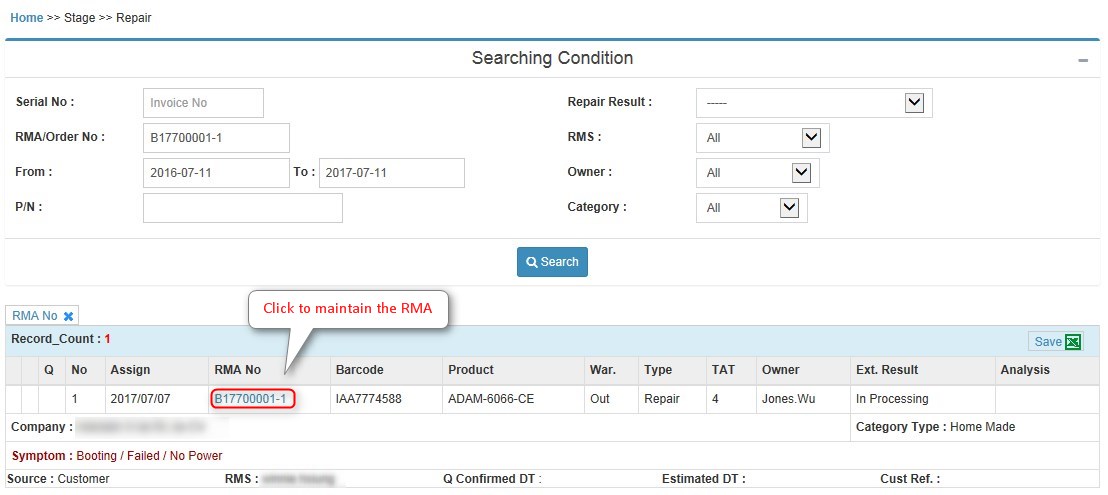 Home >> Stage >> Repair
Searching Condition
Serial No : Invoice No Repair Result : -----
RMA/Order No : B17700001-1 RMS : All
From : 2016-07-11 To : 2017-07-11 Owner : All
P/N : Category : All
Search
Click to maintain the RMA
RMA No
Record_Count : 1 Save
Q No Assign RMA No Barcode Product War. Type TAT Owner Ext. Result Analysis
1 2017/07/07 B17700001-1 IAA7774588 ADAM-6066-CE Out Repair 4 Jones.Wu In Processing
Company : Category Type : Home Made
Symptom : Booting / Failed / No Power
Source : Customer RMS : Q Confirmed DT : Estimated DT : Cust Ref. :